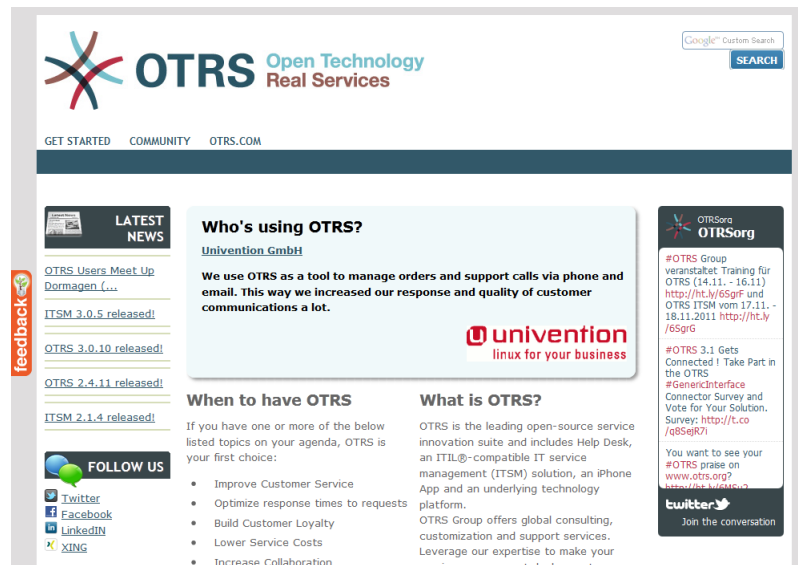 OTRS Open Technology
Real Services
Google™ Custom Search
SEARCH
GET STARTED COMMUNITY OTRS.COM
LATEST
NEWS
OTRS Users Meet Up
Dormagen (...
ITSM 3.0.5 released!
OTRS 3.0.10 released!
OTRS 2.4.11 released!
ITSM 2.1.4 released!
FOLLOW US
Twitter
Facebook
LinkedIN
XING
feedback
Who's using OTRS?
Univention GmbH
We use OTRS as a tool to manage orders and support calls via phone and
email. This way we increased our response and quality of customer
communications a lot.
univention
linux for your business
When to have OTRS
If you have one or more of the below
listed topics on your agenda, OTRS is
your first choice:
Improve Customer Service
Optimize response times to requests
Build Customer Loyalty
Lower Service Costs
Increase Collaboration
What is OTRS?
OTRS is the leading open-source service
innovation suite and includes Help Desk,
an ITIL®-compatible IT service
management (ITSM) solution, an iPhone
App and an underlying technology
platform.
OTRS Group offers global consulting,
customization and support services.
Leverage our expertise to make your
OTRSorg
OTRSorg
#OTRS Group
veranstaltet Training für
OTRS (14.11. - 16.11)
http://ht.ly/6SgrF und
OTRS ITSM vom 17.11. -
18.11.2011 http://ht.ly
/6SgrG
#OTRS 3.1 Gets
Connected ! Take Part in
the OTRS
#GenericInterface
Connector Survey and
Vote for Your Solution.
Survey: http://t.co
/q8SejR7i
You want to see your
#OTRS praise on
www.otrs.org?
twitter
Join the conversation